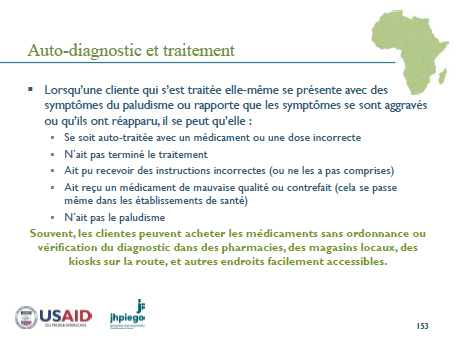 Auto-diagnostic et traitement
Lorsqu'une cliente qui s'est traitée elle-même se présente avec des
symptômes du paludisme ou rapporte que les symptômes se sont aggravés
ou qu'ils ont réapparu, il se peut qu'elle :
Se soit auto-traitée avec un médicament ou une dose incorrecte
N'ait pas terminé le traitement
Ait pu recevoir des instructions incorrectes (ou ne les a pas comprises)
Ait reçu un médicament de mauvaise qualité ou contrefait (cela se passe
même dans les établissements de santé)
N'ait pas le paludisme
Souvent, les clientes peuvent acheter les médicaments sans ordonnance ou
vérification du diagnostic dans des pharmacies, des magasins locaux, des
kiosks sur la route, et autres endroits facilement accessibles.
USAID
jhpiego
153